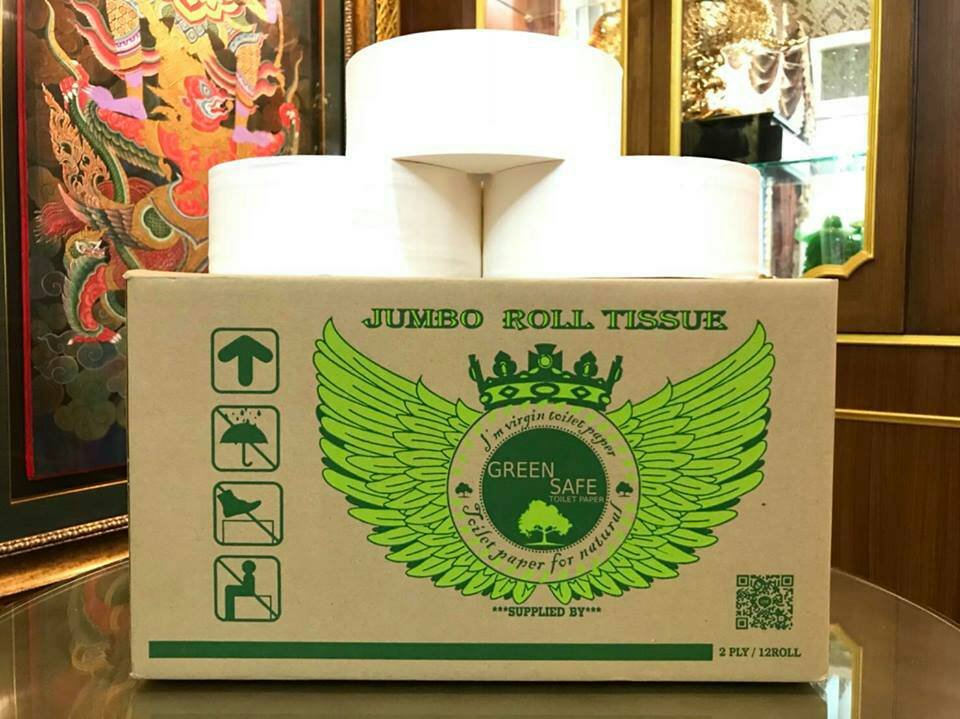 JUMBO ROLL TISSUE
I'm virgin toilet paper
GREEN
SAFE
TOILET PAPER
Toilet paper for natural
***SUPPLIED BY***
2 PLY / 12ROLL